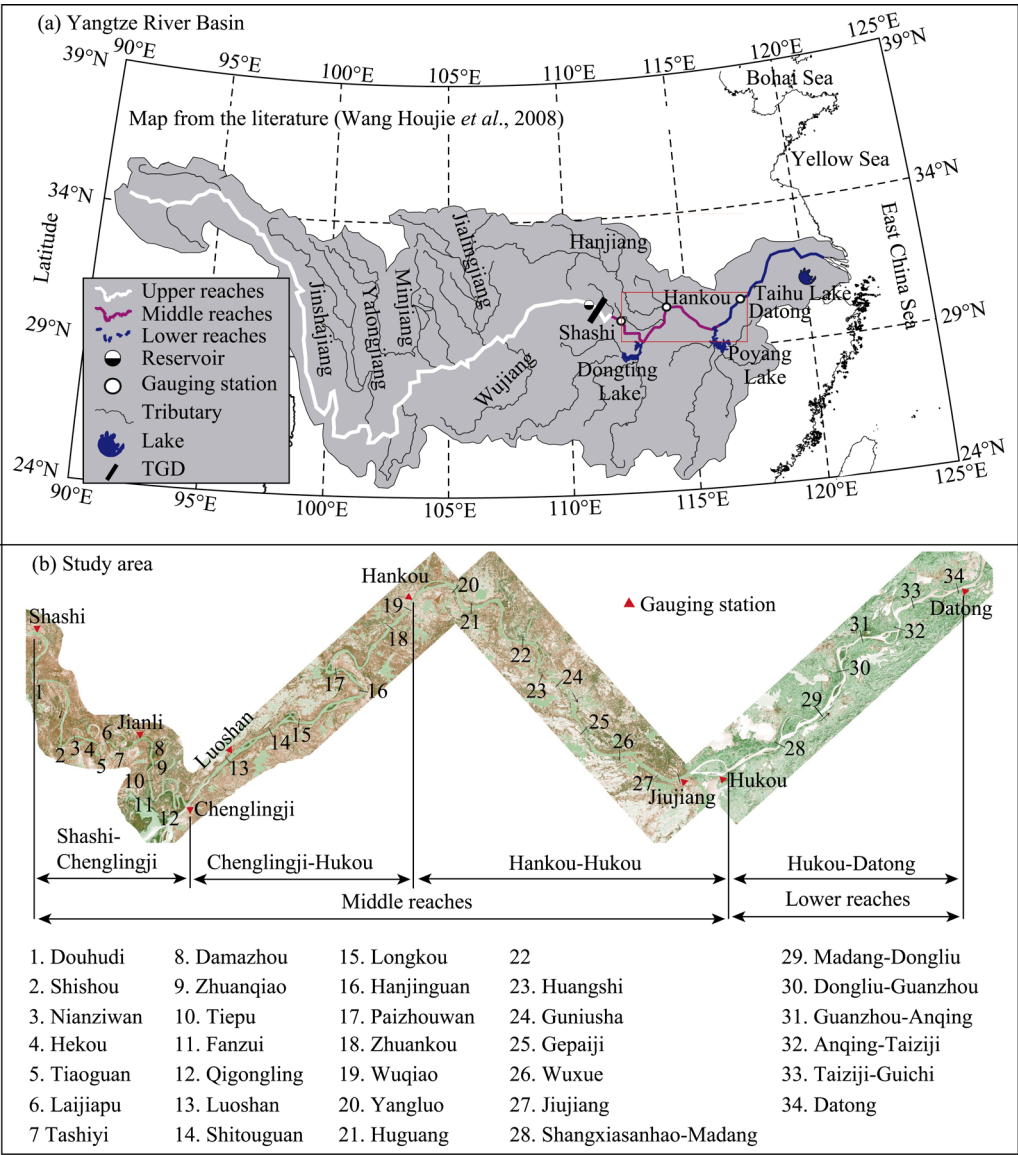 (a) Yangtze River Basin
90°E
95°E
100°E
105°E
110°E
115°E
120°E
125°E
39°N
39°N
Bohai Sea
Map from the literature (Wang Houjie et al., 2008)
Yellow Sea
34°N
34°N
Latitude
East China Sea
Jinshajiang
Yalongjiang
Minjiang
Jialingjiang
Hanjiang
Wujiang
Shashi
Hankou
Taihu Lake
Datong
Dongting
Lake
Poyang
Lake
Upper reaches
Middle reaches
Lower reaches
Reservoir
Gauging station
Tributary
Lake
TGD
29°N
29°N
24°N
24°N
90°E
95°E
100°E
105°E
110°E
115°E
120°E
125°E
(b) Study area
Gauging station
Shashi
Jianli
Luoshan
Chenglingji
Hankou
Jiujiang
Hukou
Datong
1
2
3
4
5
6
7
8
9
10
11
12
13
14
15
16
17
18
19
20
21
22
23
24
25
26
27
28
29
30
31
32
33
34
Shashi-
Chenglingji
Chenglingji-Hukou
Hankou-Hukou
Hukou-Datong
Middle reaches
Lower reaches
1. Douhudi
2. Shishou
3. Nianziwan
4. Hekou
5. Tiaoguan
6. Laijiapu
7 Tashiyi
8. Damazhou
9. Zhuanqiao
10. Tiepu
11. Fanzui
12. Qigongling
13. Luoshan
14. Shitouguan
15. Longkou
16. Hanjinguan
17. Paizhouwan
18. Zhuankou
19. Wuqiao
20. Yangluo
21. Huguang
22
23. Huangshi
24. Guniusha
25. Gepaiji
26. Wuxue
27. Jiujiang
28. Shangxiasanhao-Madang
29. Madang-Dongliu
30. Dongliu-Guanzhou
31. Guanzhou-Anqing
32. Anqing-Taiziji
33. Taiziji-Guichi
34. Datong